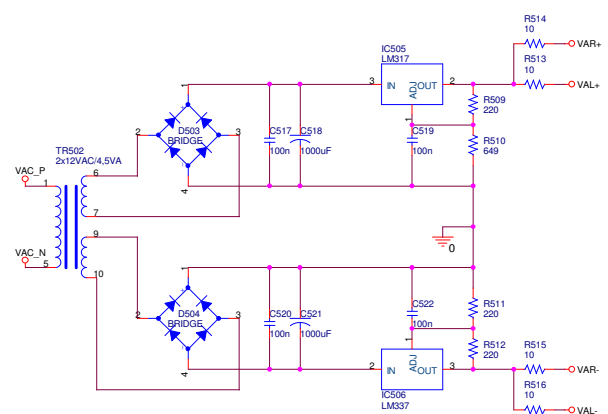 R514
10
VAR+
IC505
LM317
R513
10
VAL+
3 IN ADJ OUT 2
1
1
R509
220
2 D503 3
BRIDGE
C517
100n
C518
1000uF
C519
100n
R510
649
4
TR502
2x12VAC/4,5VA
VAC_P
1
6
7
0
VAC_N
5
9
10
1
2 D504 3
BRIDGE
C520
100n
C521
1000uF
C522
100n
R511
220
R512
220
4
1
2 IN ADJ OUT 3
IC506
LM337
R515
10
VAR-
R516
10
VAL-